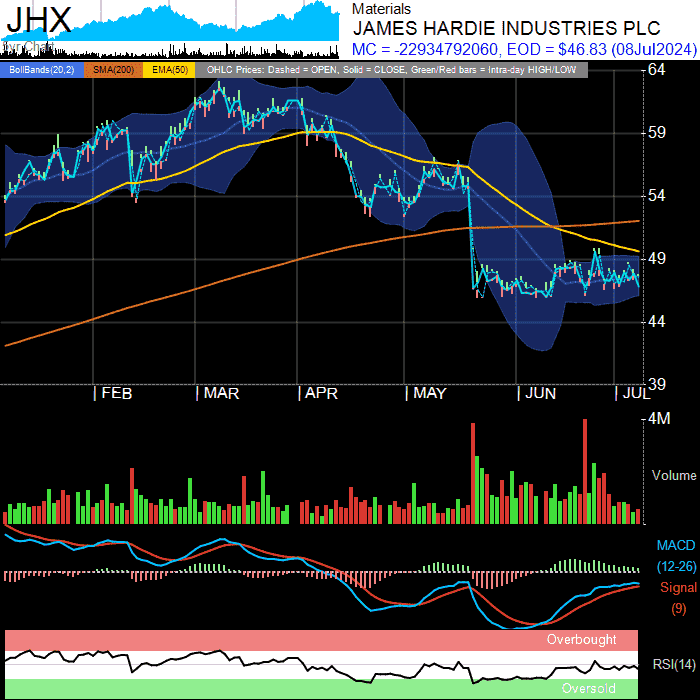 JHX
Materials
JAMES HARDIE INDUSTRIES PLC
MC = -22934792060, EOD = $46.83 (08Jul2024)
BollBands(20,2) SMA(200) EMA(50) OHLC Prices: Dashed = OPEN, Solid = CLOSE, Green/Red bars = Intra-day HIGH/LOW
64
59
54
49
44
39
| FEB | MAR | APR | MAY | JUN | JUL
4M
Volume
MACD
(12-26)
Signal
(9)
Overbought
RSI(14)
Oversold